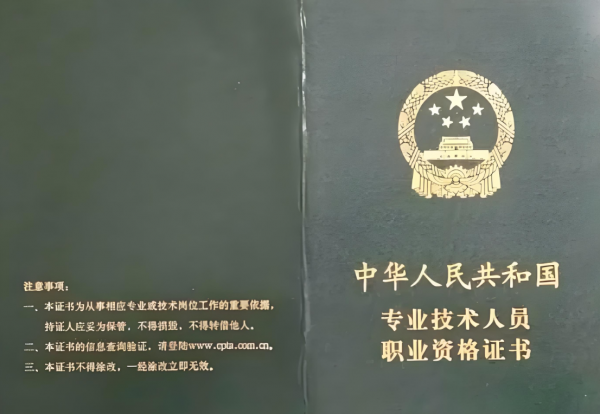 注意事项：
一、本证书为从事相应专业或技术岗位工作的重要依据，
持证人应妥为保管，不得损毁，不得转借他人。
二、本证书的信息查询验证，请登陆www.cpta.com.cn。
三、本证书不得涂改，一经涂改立即无效。
中华人民共和国
专业技术人员
职业资格证书